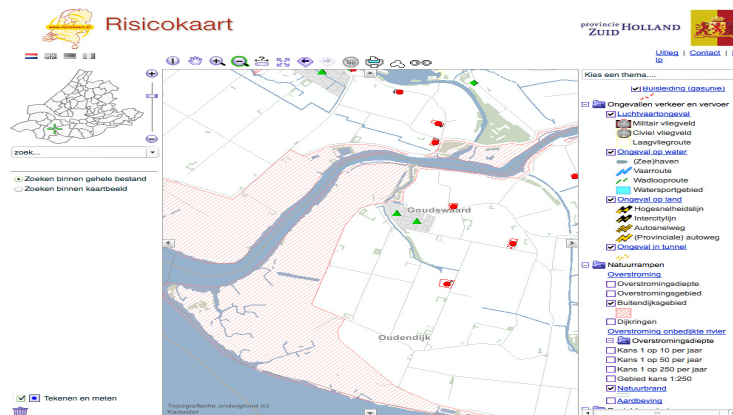 www.risicokaart.nl
Risicokaart
provincie
ZUID HOLLAND
Uitleg | Contact |
ip
Kies een thema....
zoek...
Zoeken binnen gehele bestand
Zoeken binnen kaartbeeld
Goudswaard
Oudendijk
Topografische ondergrond (c)
Kadaster
Tekenen en meten
Buisleiding (gasunie)
Ongevallen verkeer en vervoer
Luchtvaartongeval
Militair vliegveld
Civiel vliegveld
Laagvliegroute
Ongeval op water
(Zee)haven
Vaarroute
Wadlooproute
Watersportgebied
Ongeval op land
Hogesnelheidslijn
Intercitylijn
Autosnelweg
(Provinciale) autoweg
Ongeval in tunnel
Natuurrampen
Overstroming
Overstromingsdiepte
Overstromingsgebied
Buitendijksgebied
Dijkringen
Overstroming onbedijkte rivier
Overstromingsdiepte
Kans 1 op 10 per jaar
Kans 1 op 50 per jaar
Kans 1 op 250 per jaar
Gebied kans 1:250
Natuurbrand
Aardbeving